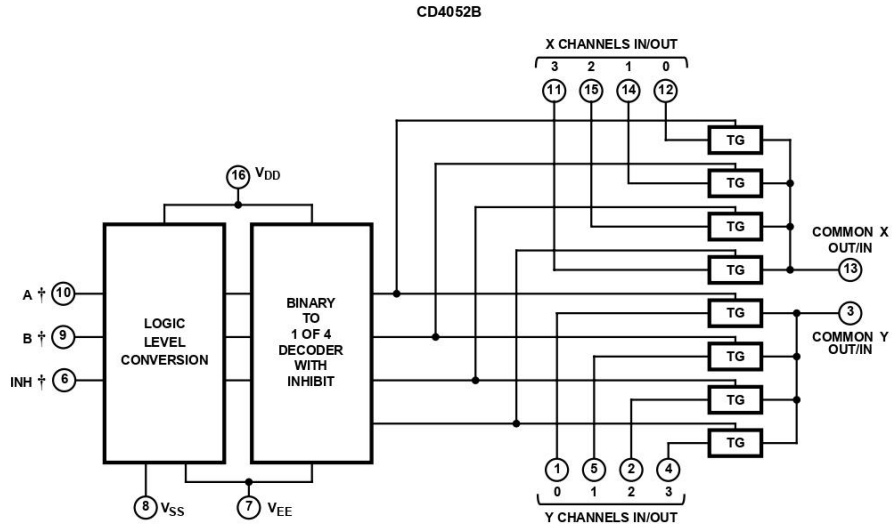 CD4052B
X CHANNELS IN/OUT
3 2 1 0
11 15 14 12
TG
TG
TG
TG
COMMON X
OUT/IN
13
16 VDD
A † 10
B † 9
INH † 6
LOGIC
LEVEL
CONVERSION
BINARY
TO
1 OF 4
DECODER
WITH
INHIBIT
TG
TG
TG
TG
3
COMMON Y
OUT/IN
8 VSS
7 VEE
1 5 2 4
0 1 2 3
Y CHANNELS IN/OUT